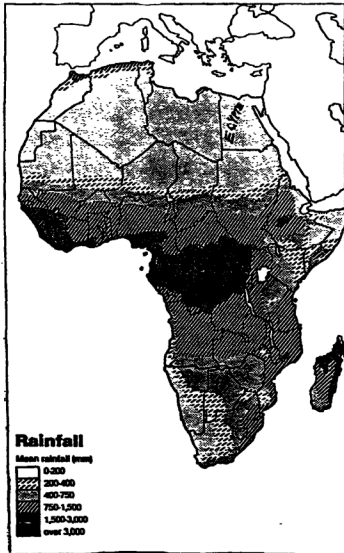 EGYPT
Rainfall
Mean rainfall (mm)
0-200
200-400
400-750
750-1,500
1,500-3,000
over 3,000